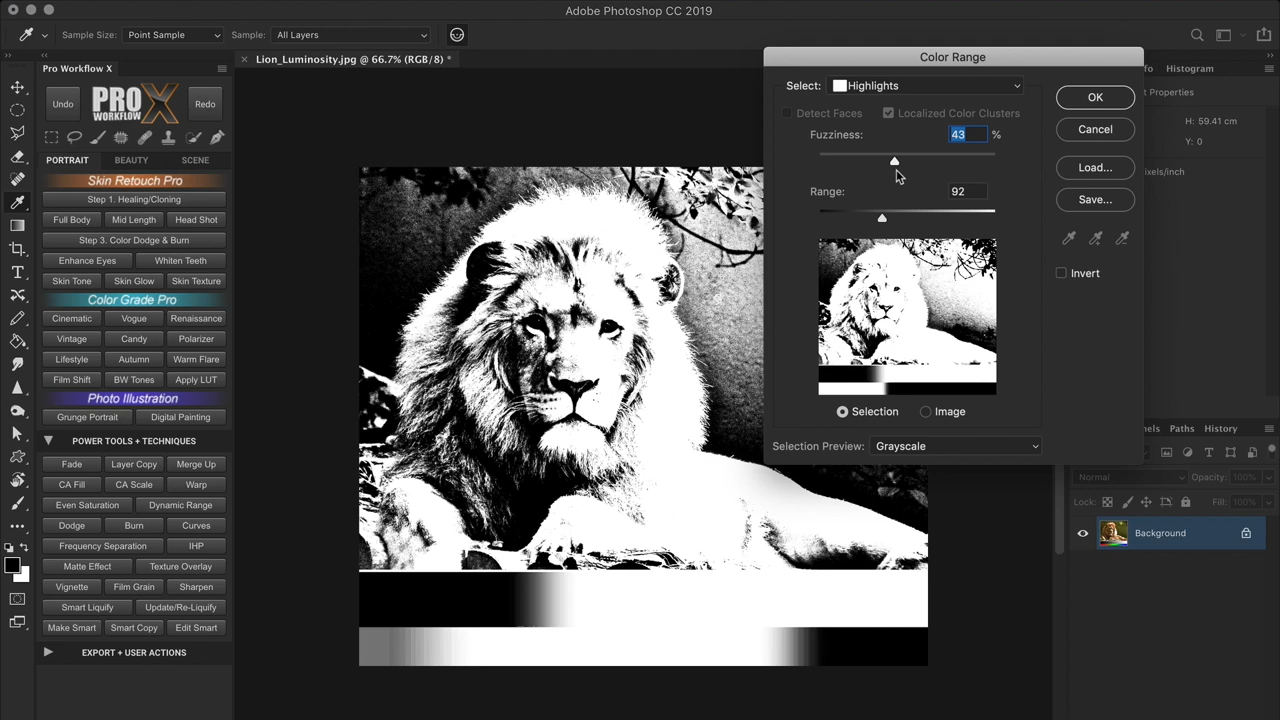 Adobe Photoshop CC 2019
Sample Size: Point Sample Sample: All Layers
Lion_Luminosity.jpg @ 66.7% (RGB/8) *
Pro Workflow X
Undo PRO WORKFLOW X Redo
PORTRAIT BEAUTY SCENE
Skin Retouch Pro
Step 1. Healing/Cloning
Full Body Mid Length Head Shot
Step 3. Color Dodge & Burn
Enhance Eyes Whiten Teeth
Skin Tone Skin Glow Skin Texture
Color Grade Pro
Cinematic Vogue Renaissance
Vintage Candy Polarizer
Lifestyle Autumn Warm Flare
Film Shift BW Tones Apply LUT
Photo Illustration
Grunge Portrait Digital Painting
POWER TOOLS + TECHNIQUES
Fade Layer Copy Merge Up
CA Fill CA Scale Warp
Even Saturation Dynamic Range
Dodge Burn Curves
Frequency Separation IHP
Matte Effect Texture Overlay
Vignette Film Grain Sharpen
Smart Liquify Update/Re-Liquify
Make Smart Smart Copy Edit Smart
EXPORT + USER ACTIONS
Color Range
Select: Highlights
Detect Faces Localized Color Clusters
Fuzziness: 43 %
Range: 92
Selection Image
Selection Preview: Grayscale
OK
Cancel
Load...
Save...
Invert
fo Histogram
Properties
H: 59.41 cm
Y: 0
ixels/inch
nels Paths History
Normal Opacity: 100%
Lock: Fill: 100%
Background